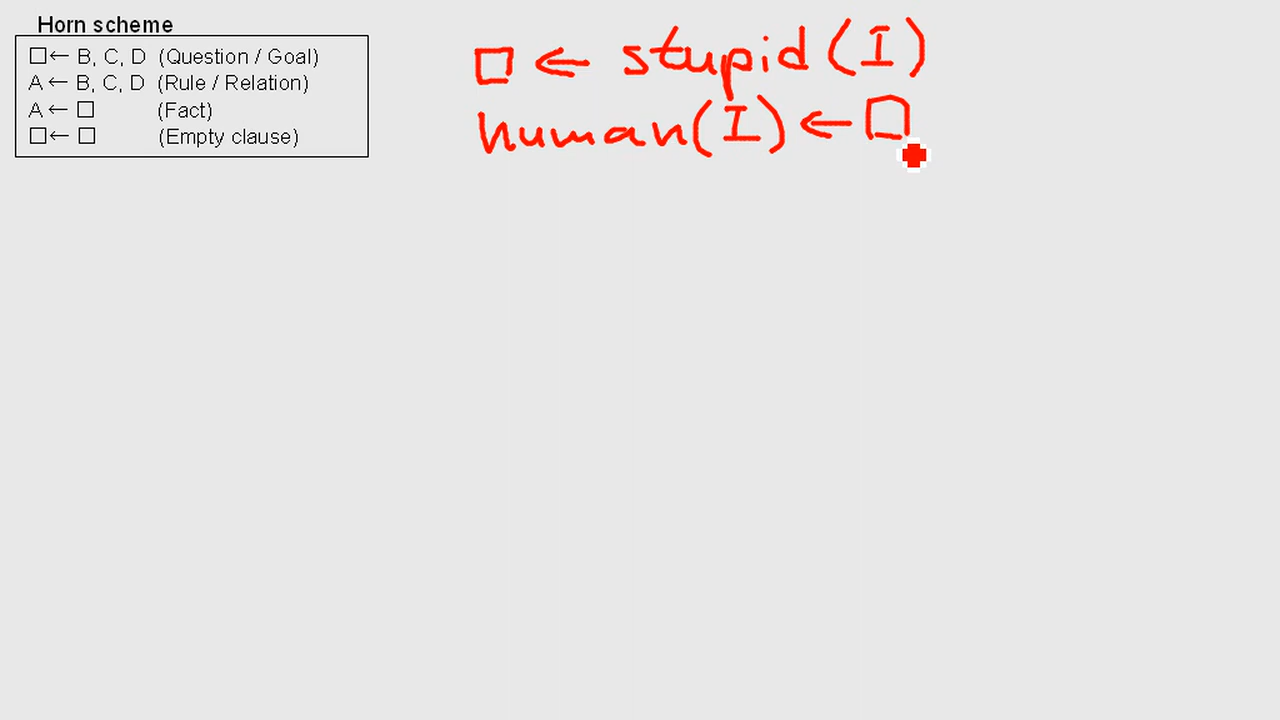 Horn scheme
□← B, C, D (Question / Goal)
A ← B, C, D (Rule / Relation)
A ← □ (Fact)
□← □ (Empty clause)
□ ← stupid (I)
human(I) ← □